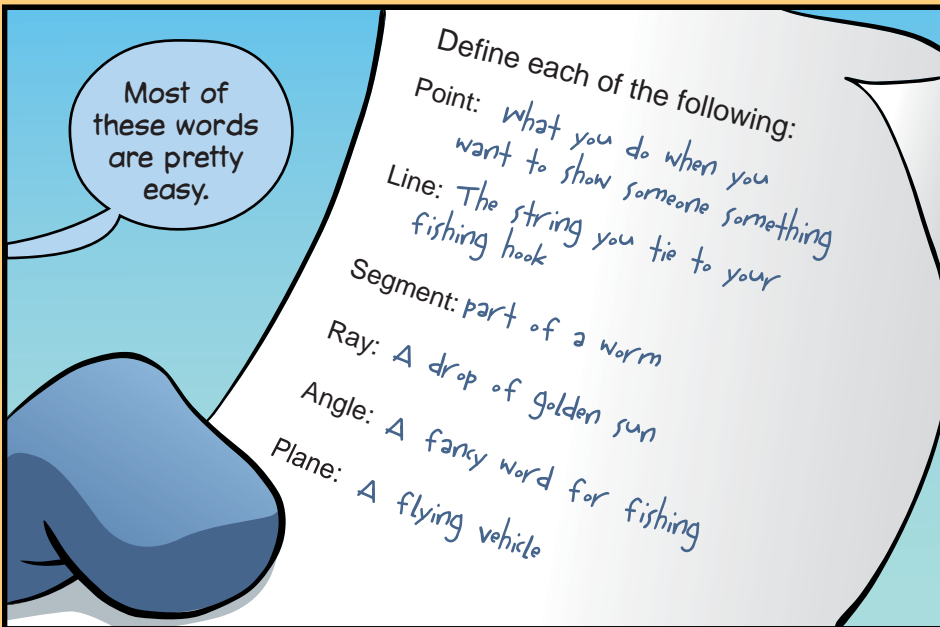 Most of
these words
are pretty
easy.
Define each of the following:
Point: What you do when you
want to show someone something
Line: The string you tie to your
fishing hook
Segment: part of a worm
Ray: A drop of golden sun
Angle: A fancy word for fishing
Plane: A flying vehicle